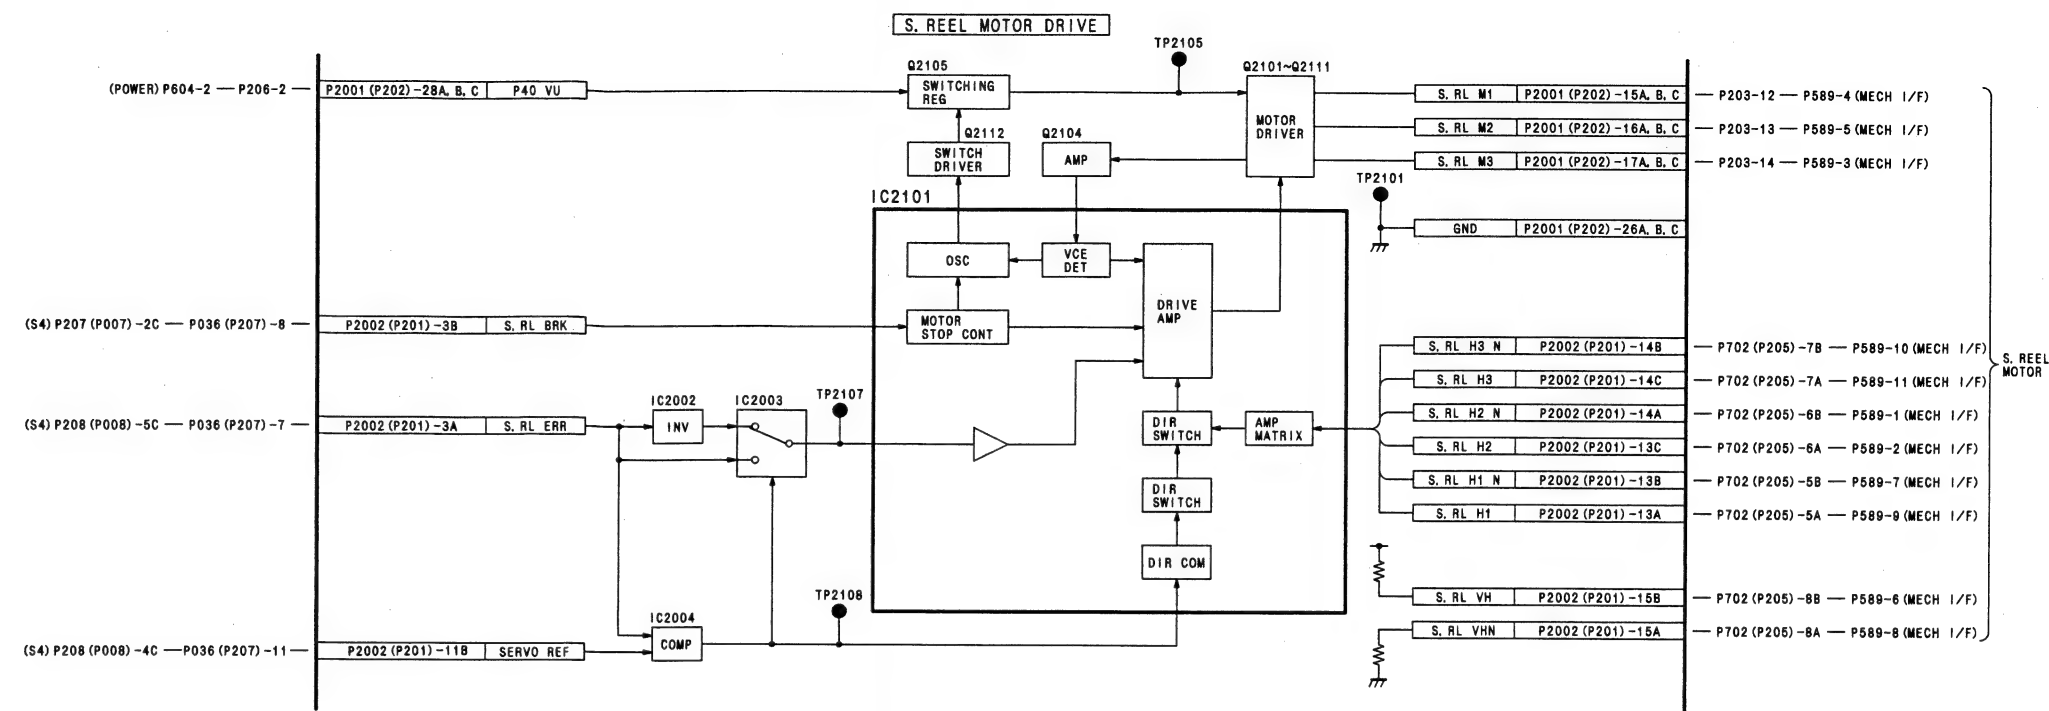 S. REEL MOTOR DRIVE
(POWER) P604-2 — P206-2 —
P2001 (P202) -28A. B. C
P40 VU
Q2105
SWITCHING
REG
TP2105
Q2101~Q2111
MOTOR
DRIVER
Q2112
SWITCH
DRIVER
Q2104
AMP
S. RL M1
P2001 (P202) -15A. B. C
— P203-12 — P589-4 (MECH I/F)
S. RL M2
P2001 (P202) -16A. B. C
— P203-13 — P589-5 (MECH I/F)
S. RL M3
P2001 (P202) -17A. B. C
— P203-14 — P589-3 (MECH I/F)
TP2101
GND
P2001 (P202) -26A. B. C
IC2101
OSC
VCE
DET
DRIVE
AMP
(S4) P207 (P007) -2C — P036 (P207) -8 —
P2002 (P201) -3B
S. RL BRK
MOTOR
STOP CONT
(S4) P208 (P008) -5C — P036 (P207) -7 —
P2002 (P201) -3A
S. RL ERR
IC2002
INV
IC2003
TP2107
DIR
SWITCH
AMP
MATRIX
DIR
SWITCH
DIR COM
S. RL H3 N
P2002 (P201) -14B
— P702 (P205) -7B — P589-10 (MECH I/F)
S. RL H3
P2002 (P201) -14C
— P702 (P205) -7A — P589-11 (MECH I/F)
S. RL H2 N
P2002 (P201) -14A
— P702 (P205) -6B — P589-1 (MECH I/F)
S. RL H2
P2002 (P201) -13C
— P702 (P205) -6A — P589-2 (MECH I/F)
S. RL H1 N
P2002 (P201) -13B
— P702 (P205) -5B — P589-7 (MECH I/F)
S. RL H1
P2002 (P201) -13A
— P702 (P205) -5A — P589-9 (MECH I/F)
S. REEL
MOTOR
TP2108
IC2004
COMP
(S4) P208 (P008) -4C —P036 (P207) -11 —
P2002 (P201) -11B
SERVO REF
S. RL VH
P2002 (P201) -15B
— P702 (P205) -8B — P589-6 (MECH I/F)
S. RL VHN
P2002 (P201) -15A
— P702 (P205) -8A — P589-8 (MECH I/F)